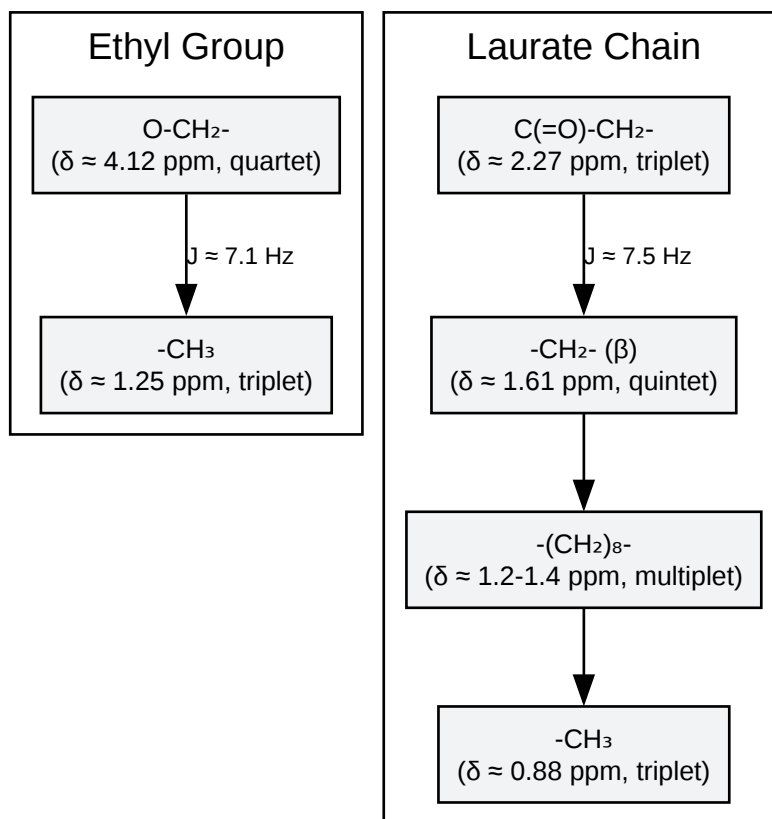 Ethyl Group
O-CH₂-
(δ ≈ 4.12 ppm, quartet)
J ≈ 7.1 Hz
-CH₃
(δ ≈ 1.25 ppm, triplet)
Laurate Chain
C(=O)-CH₂-
(δ ≈ 2.27 ppm, triplet)
J ≈ 7.5 Hz
-CH₂- (β)
(δ ≈ 1.61 ppm, quintet)
-(CH₂)₈-
(δ ≈ 1.2-1.4 ppm, multiplet)
-CH₃
(δ ≈ 0.88 ppm, triplet)